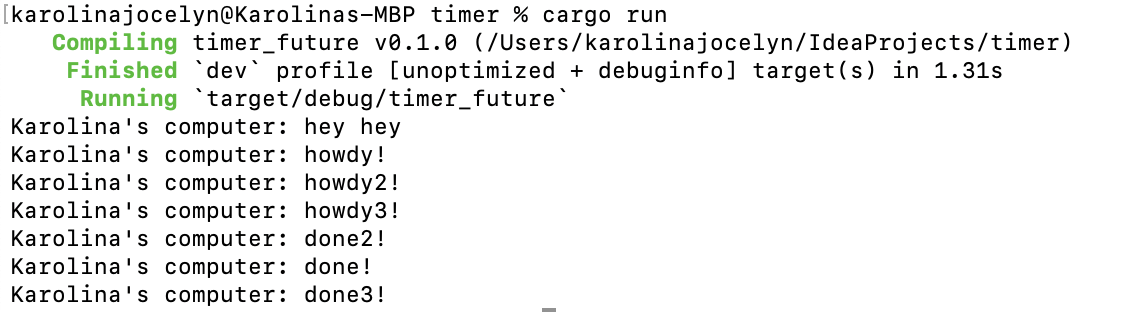 [karolinajocelyn@Karolinas-MBP timer % cargo run
   Compiling timer_future v0.1.0 (/Users/karolinajocelyn/IdeaProjects/timer)
    Finished `dev` profile [unoptimized + debuginfo] target(s) in 1.31s
     Running `target/debug/timer_future`
Karolina's computer: hey hey
Karolina's computer: howdy!
Karolina's computer: howdy2!
Karolina's computer: howdy3!
Karolina's computer: done2!
Karolina's computer: done!
Karolina's computer: done3!